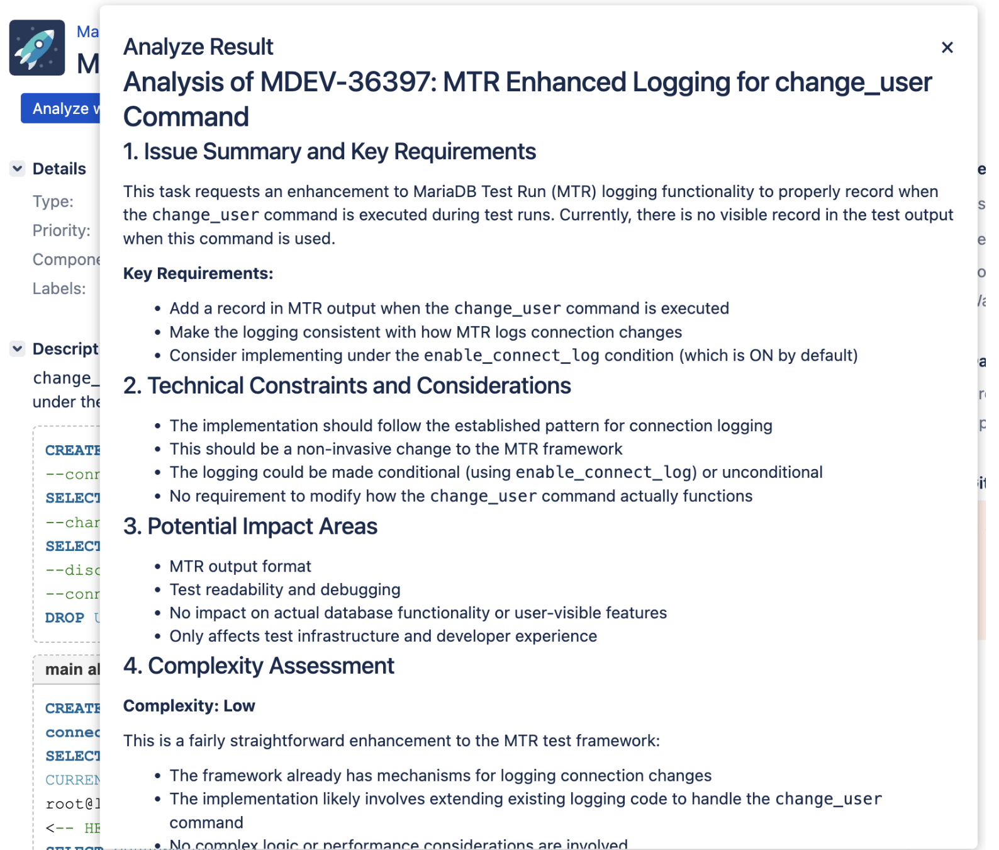 Analyze Result
Analysis of MDEV-36397: MTR Enhanced Logging for change_user
Command
1. Issue Summary and Key Requirements
This task requests an enhancement to MariaDB Test Run (MTR) logging functionality to properly record when
the change_user command is executed during test runs. Currently, there is no visible record in the test output
when this command is used.
Key Requirements:
• Add a record in MTR output when the change_user command is executed
• Make the logging consistent with how MTR logs connection changes
• Consider implementing under the enable_connect_log condition (which is ON by default)
2. Technical Constraints and Considerations
• The implementation should follow the established pattern for connection logging
• This should be a non-invasive change to the MTR framework
• The logging could be made conditional (using enable_connect_log) or unconditional
• No requirement to modify how the change_user command actually functions
3. Potential Impact Areas
• MTR output format
• Test readability and debugging
• No impact on actual database functionality or user-visible features
• Only affects test infrastructure and developer experience
4. Complexity Assessment
Complexity: Low
This is a fairly straightforward enhancement to the MTR test framework:
• The framework already has mechanisms for logging connection changes
• The implementation likely involves extending existing logging code to handle the change_user
command
• No complex logic or performance considerations are involved
Ma
M
Analyze w
Details
Type:
Priority:
Compone
Labels:
Descript
change_
under the
CREATE
--conn
SELECT
--chan
SELECT
--disc
--conn
DROP U
main al
CREATE
connec
SELECT
CURREN
root@l
<-- HE
SELECT